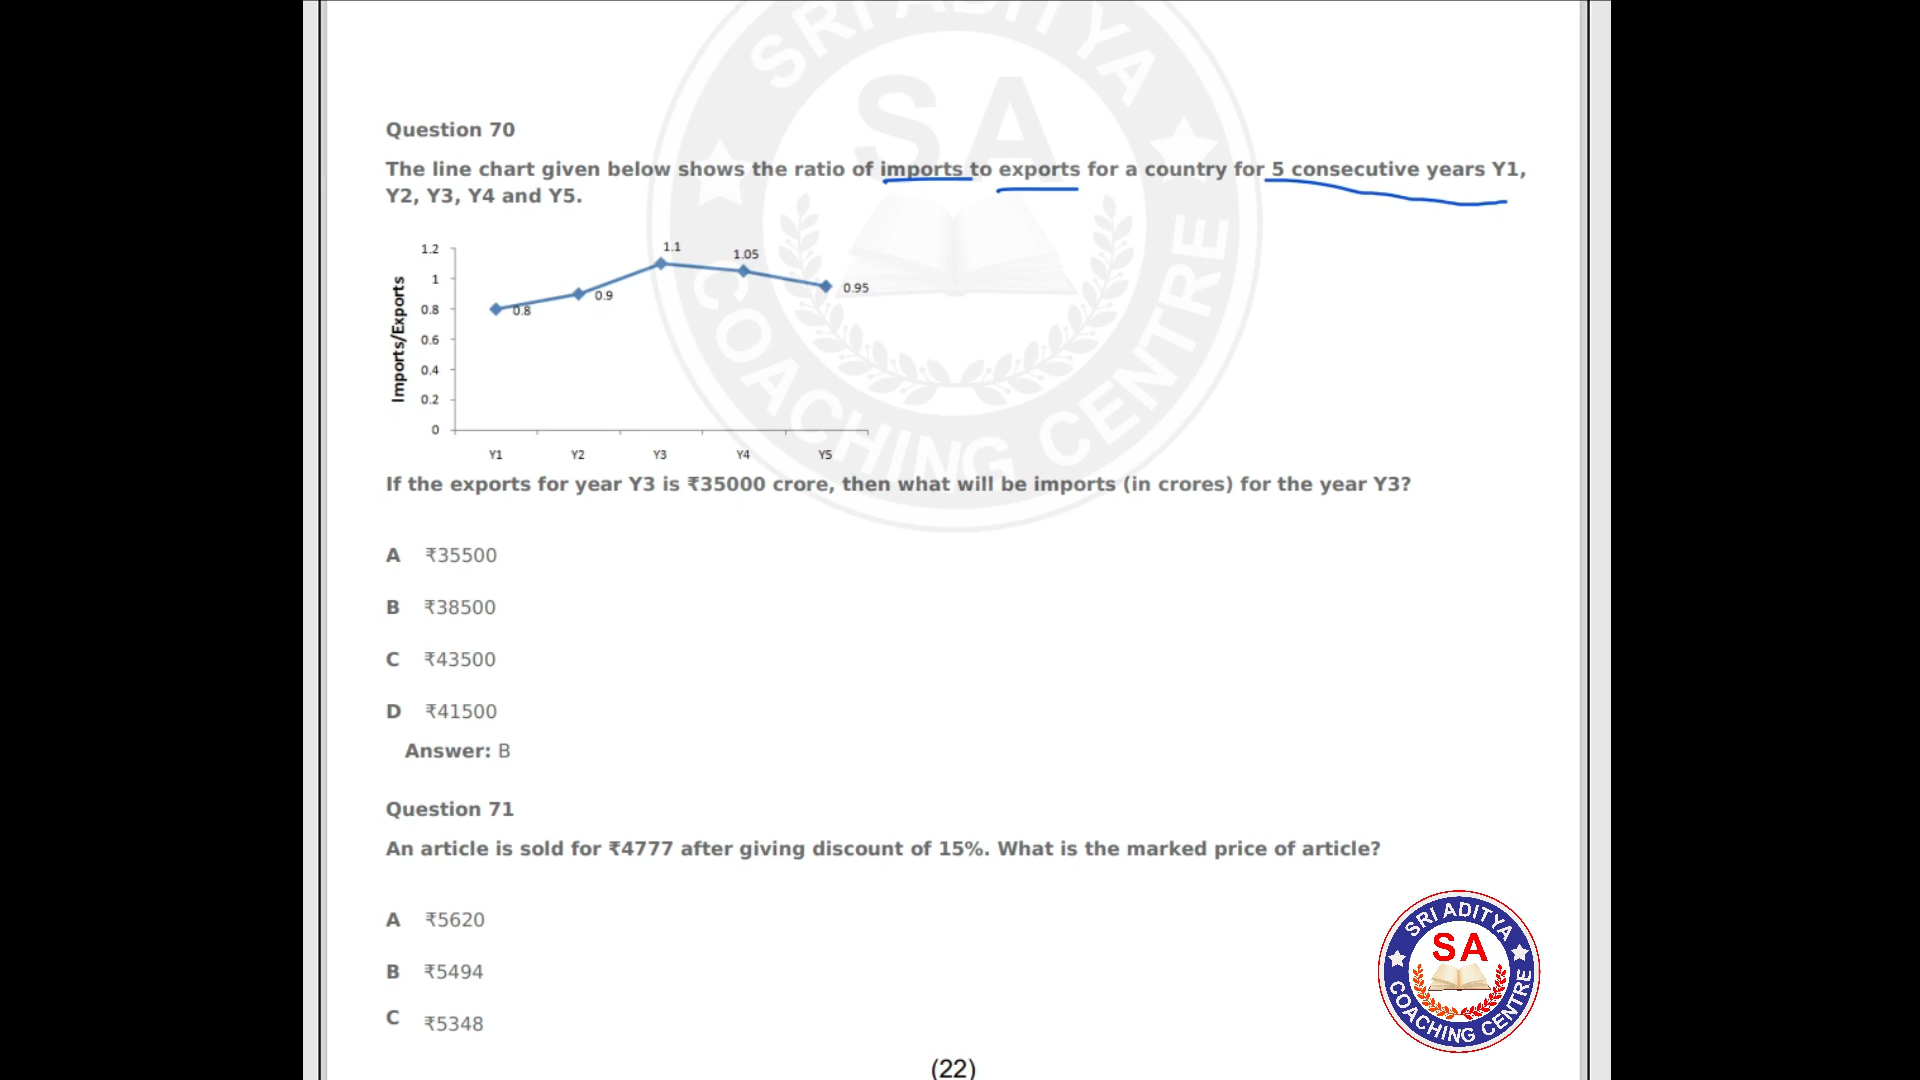 SRI ADITYA
SA
COACHING CENTRE
Question 70
The line chart given below shows the ratio of imports to exports for a country for 5 consecutive years Y1,
Y2, Y3, Y4 and Y5.
Imports/Exports
1.2
1
0.8
0.6
0.4
0.2
0
0.8
0.9
1.1
1.05
0.95
Y1 Y2 Y3 Y4 Y5
If the exports for year Y3 is ₹35000 crore, then what will be imports (in crores) for the year Y3?
A ₹35500
B ₹38500
C ₹43500
D ₹41500
Answer: B
Question 71
An article is sold for ₹4777 after giving discount of 15%. What is the marked price of article?
A ₹5620
B ₹5494
C ₹5348
SRI ADITYA
SA
COACHING CENTRE
(22)